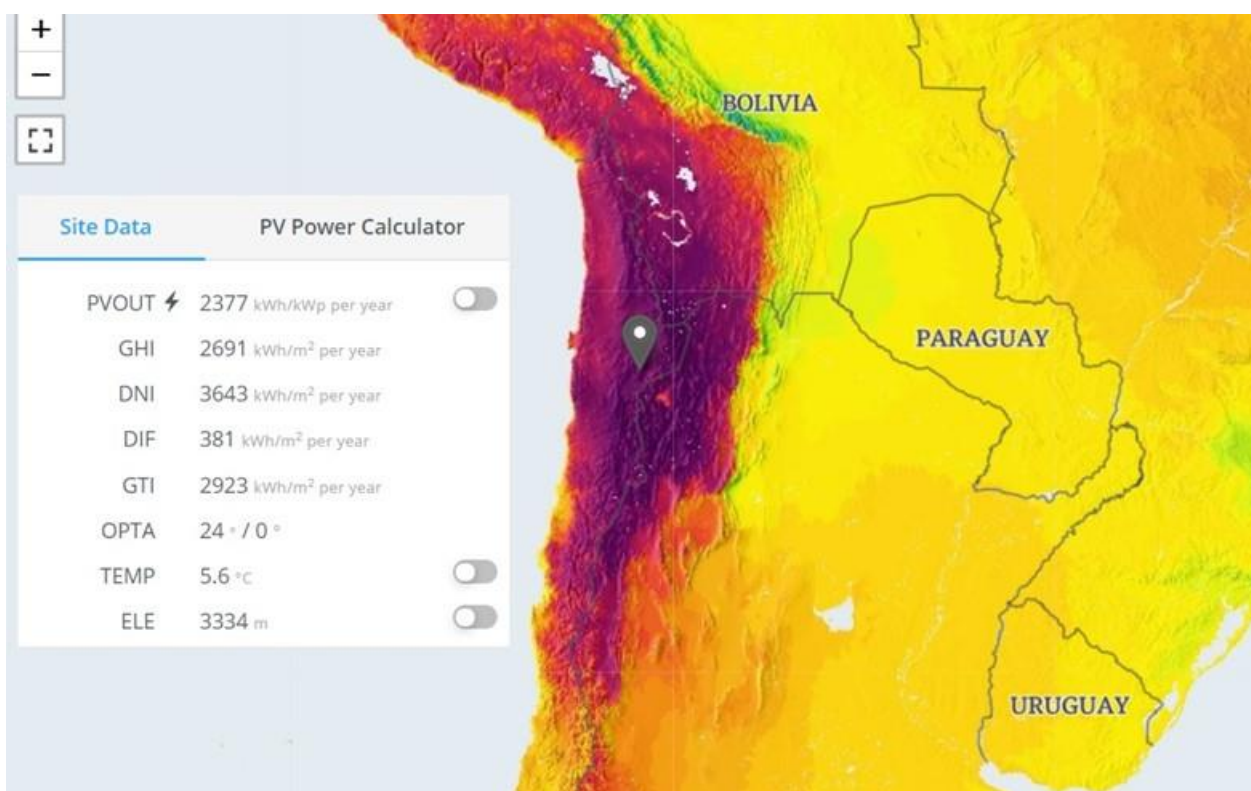 +
−
BOLIVIA
Site Data PV Power Calculator
PVOUT 2377 kWh/kWp per year
GHI 2691 kWh/m² per year
DNI 3643 kWh/m² per year
DIF 381 kWh/m² per year
GTI 2923 kWh/m² per year
OPTA 24 ° / 0 °
TEMP 5.6 °C
ELE 3334 m
PARAGUAY
URUGUAY